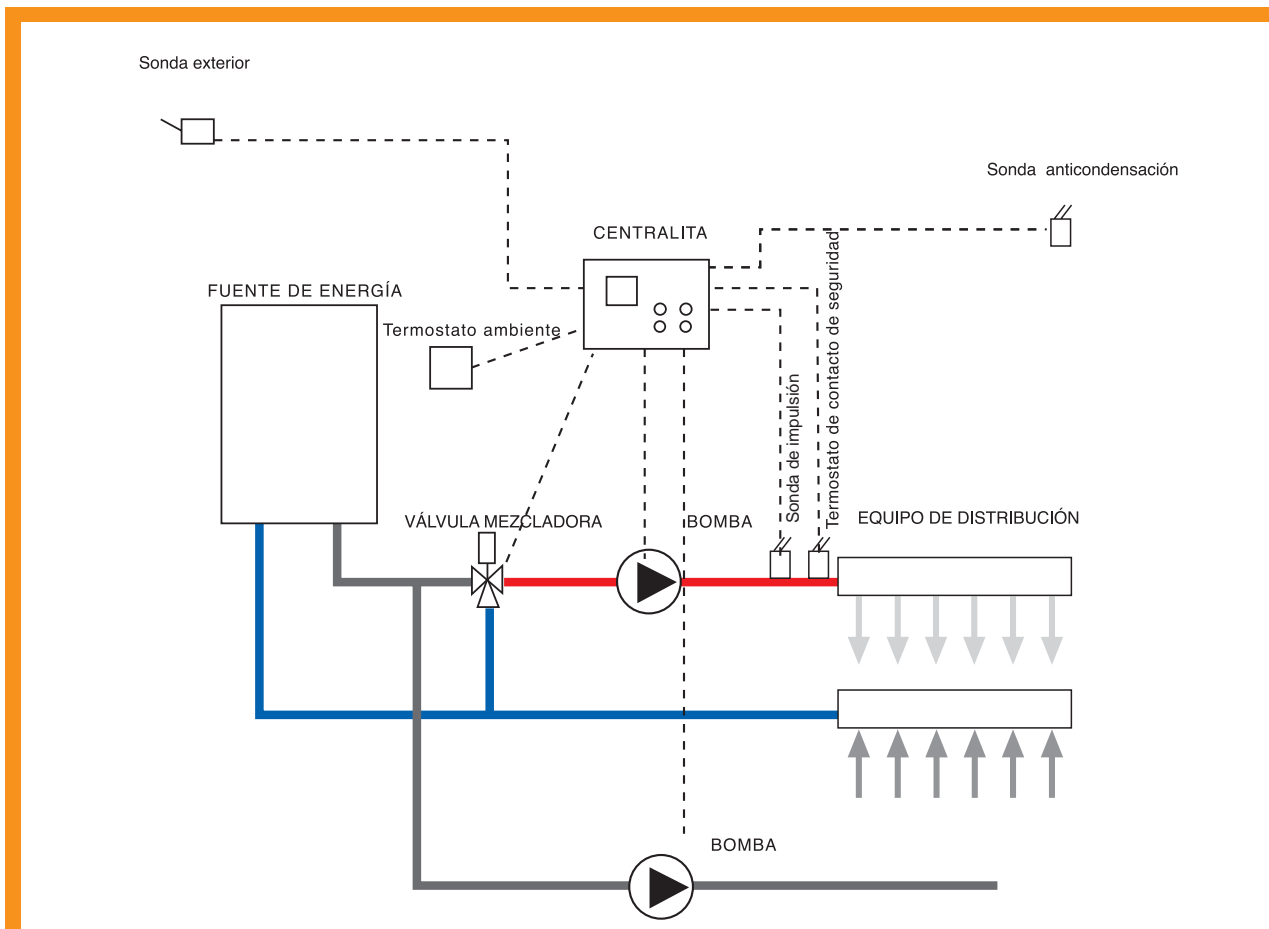 Sonda exterior
Sonda anticondensación
CENTRALITA
FUENTE DE ENERGÍA
Termostato ambiente
Sonda de impulsión
Termostato de contacto de seguridad
VÁLVULA MEZCLADORA
BOMBA
EQUIPO DE DISTRIBUCIÓN
BOMBA